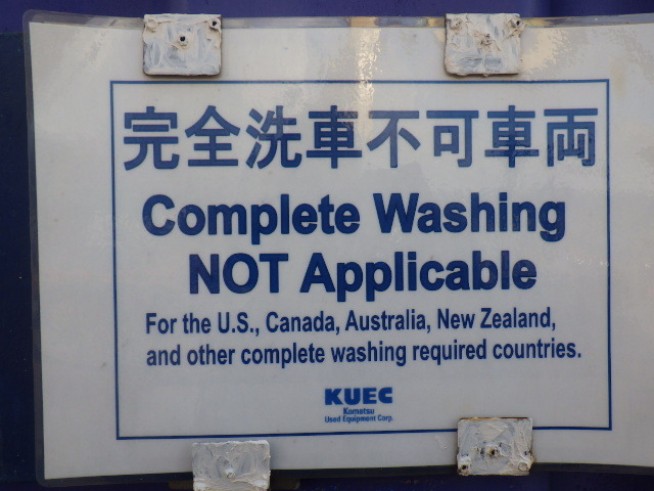 完全洗車不可車両
Complete Washing
NOT Applicable
For the U.S., Canada, Australia, New Zealand,
and other complete washing required countries.
KUEC
Komatsu
Used Equipment Corp.